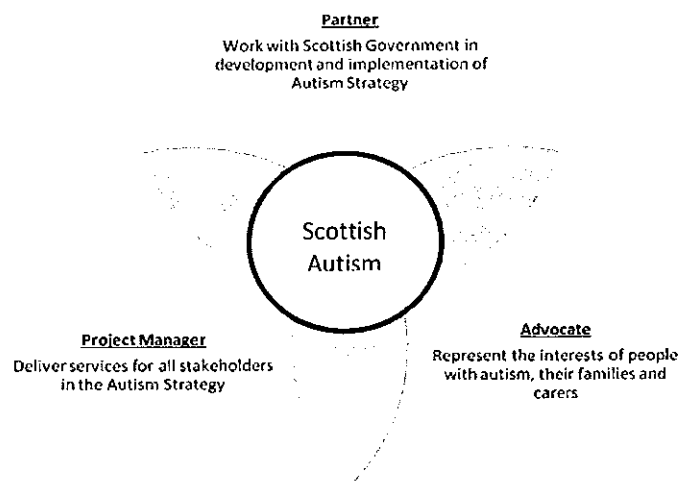 Partner
Work with Scottish Government in
development and implementation of
Autism Strategy
Scottish
Autism
Project Manager
Deliver services for all stakeholders
in the Autism Strategy
Advocate
Represent the interests of people
with autism, their families and
carers